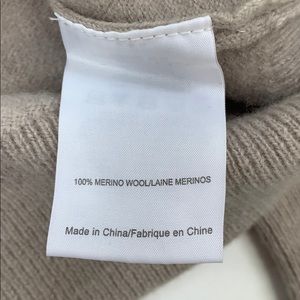 100% MERINO WOOL/LAINE MERINOS
Made in China/Fabrique en Chine